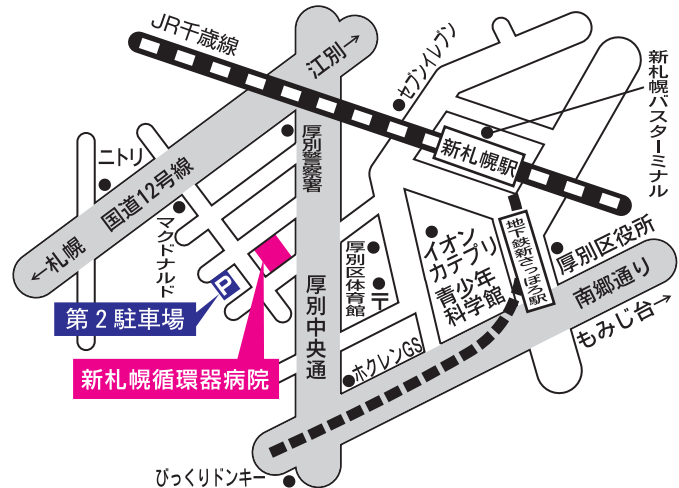 JR千歳線
江別→
セブンイレブン
新札幌バスターミナル
新札幌駅
厚別警察署
ニトリ
国道12号線
←札幌
マクドナルド
P
第2駐車場
新札幌循環器病院
厚別中央通
厚別区体育館
〒
イオン
カテプリ
青少年
科学館
地下鉄新さっぽろ駅
厚別区役所
南郷通り
もみじ台→
ホクレンGS
びっくりドンキー